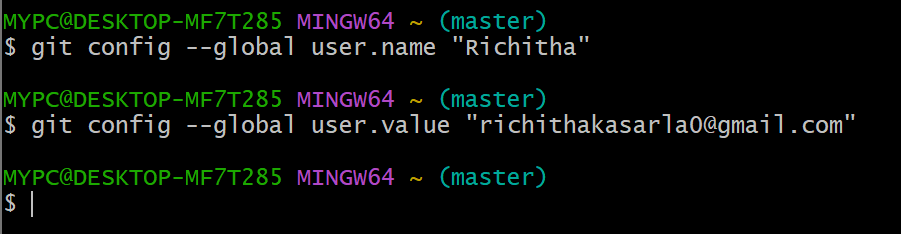 MYPC@DESKTOP-MF7T285 MINGW64 ~ (master)
$ git config --global user.name "Richitha"
MYPC@DESKTOP-MF7T285 MINGW64 ~ (master)
$ git config --global user.value "richithakasarla0@gmail.com"
MYPC@DESKTOP-MF7T285 MINGW64 ~ (master)
$